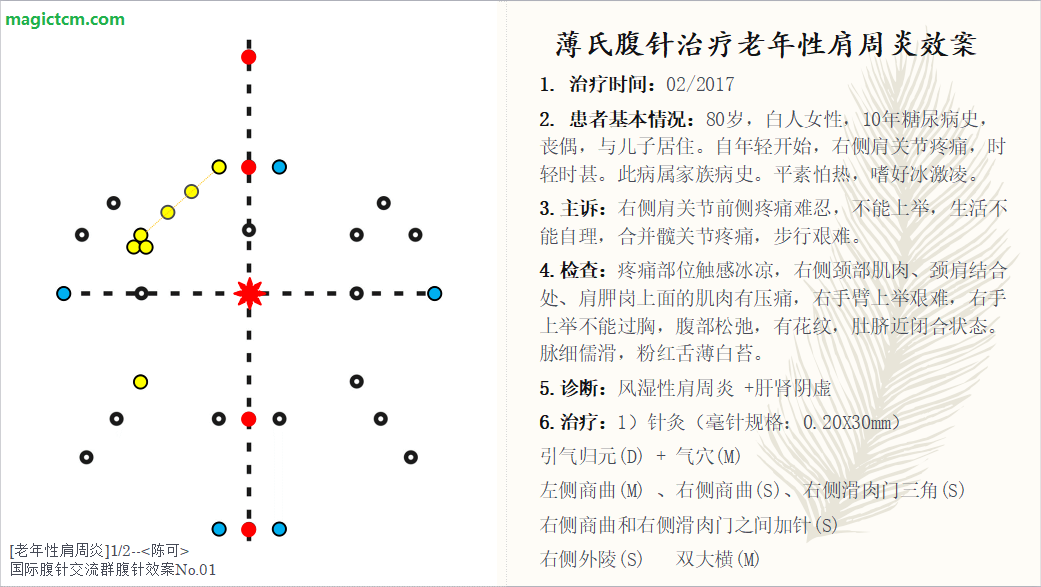 magictcm.com
薄氏腹针治疗老年性肩周炎效案
1. 治疗时间：02/2017
2. 患者基本情况：80岁，白人女性，10年糖尿病史，
丧偶，与儿子居住。自年轻开始，右侧肩关节疼痛，时
轻时甚。此病属家族病史。平素怕热，嗜好冰激凌。
3.主诉：右侧肩关节前侧疼痛难忍，不能上举，生活不
能自理，合并髋关节疼痛，步行艰难。
4.检查：疼痛部位触感冰凉，右侧颈部肌肉、颈肩结合
处、肩胛岗上面的肌肉有压痛，右手臂上举艰难，右手
上举不能过胸，腹部松弛，有花纹，肚脐近闭合状态。
脉细儒滑，粉红舌薄白苔。
5.诊断：风湿性肩周炎 +肝肾阴虚
6.治疗：1）针灸（毫针规格：0.20X30mm）
引气归元(D) + 气穴(M)
左侧商曲(M) 、右侧商曲(S)、右侧滑肉门三角(S)
右侧商曲和右侧滑肉门之间加针(S)
右侧外陵(S) 双大横(M)
[老年性肩周炎]1/2--<陈可>
国际腹针交流群腹针效案No.01